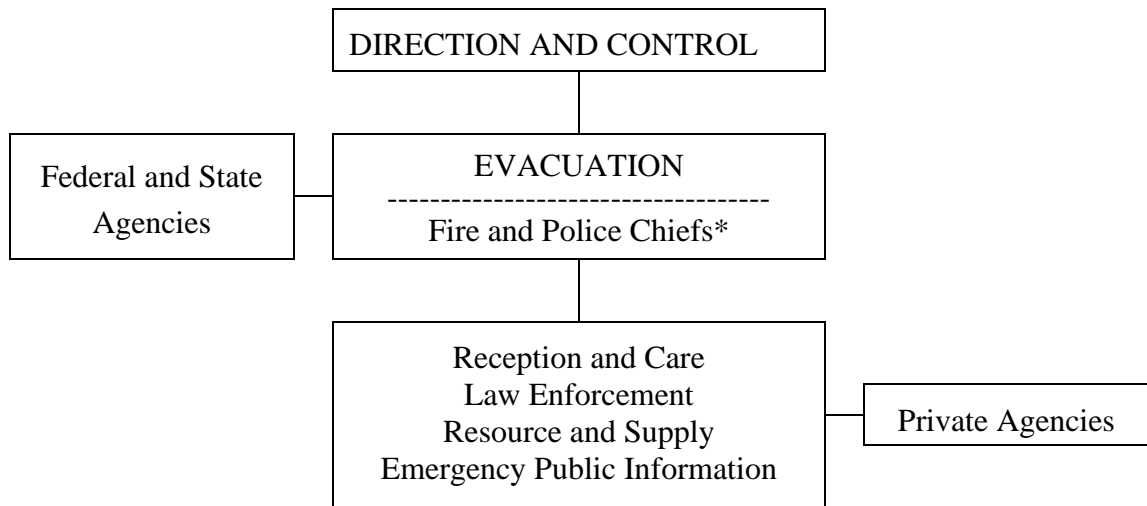 DIRECTION AND CONTROL
Federal and State
Agencies
EVACUATION
------------------------------------
Fire and Police Chiefs*
Reception and Care
Law Enforcement
Resource and Supply
Emergency Public Information
Private Agencies